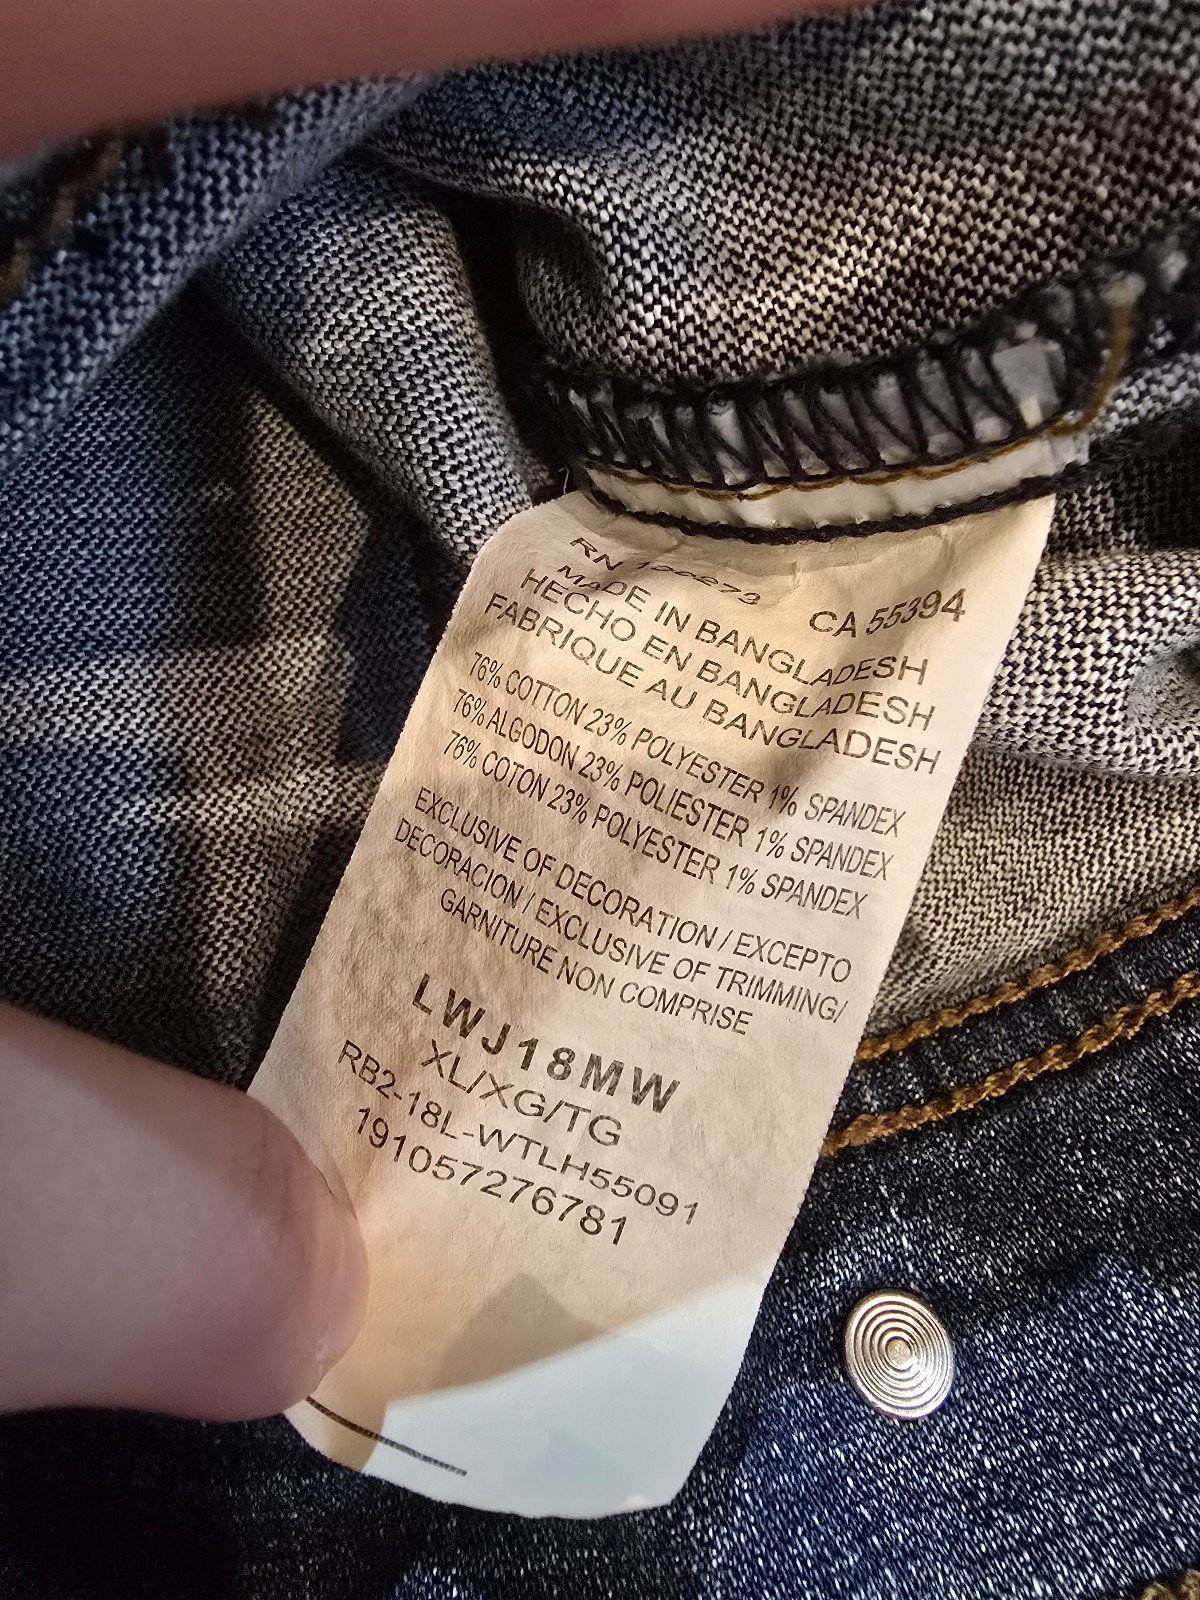 RN
CA 55394
MADE IN BANGLADESH
HECHO EN BANGLADESH
FABRIQUE AU BANGLADESH
76% COTTON 23% POLYESTER 1% SPANDEX
76% ALGODON 23% POLIESTER 1% SPANDEX
76% COTON 23% POLYESTER 1% SPANDEX
EXCLUSIVE OF DECORATION / EXCEPTO
DECORACION / EXCLUSIVE OF TRIMMING/
GARNITURE NON COMPRISE
LWJ18MW
XL/XG/TG
RB2-18L-WTLH55091
191057276781